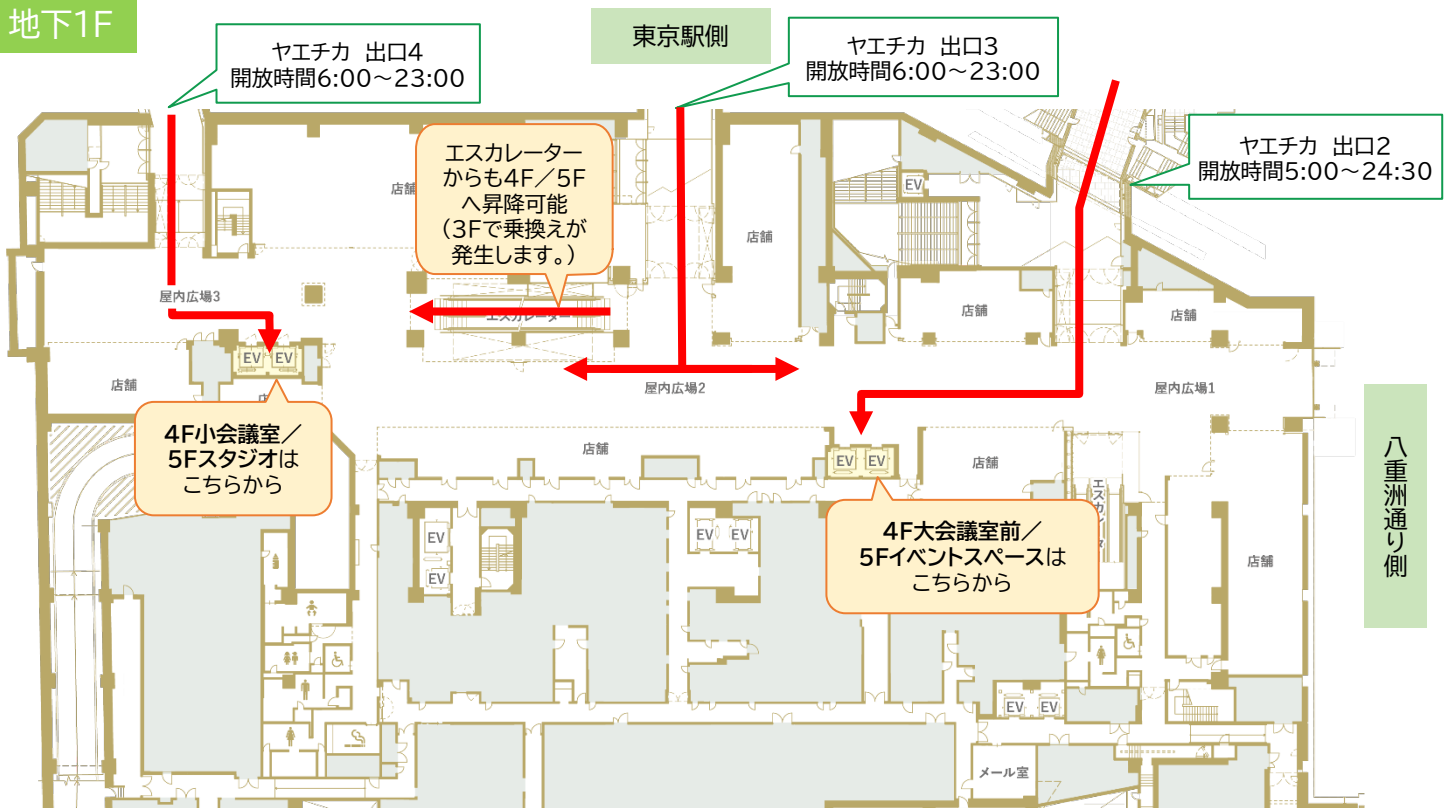 地下1F
東京駅側
ヤエチカ 出口4
開放時間6:00～23:00
ヤエチカ 出口3
開放時間6:00～23:00
ヤエチカ 出口2
開放時間5:00～24:30
エスカレーター
からも4F／5F
へ昇降可能
（3Fで乗換えが
発生します。）
店舗
店舗
EV
屋内広場3
エスカレーター
店舗
店舗
EV EV
店舗
屋内広場2
屋内広場1
4F小会議室／
5Fスタジオは
こちらから
店舗
EV EV
店舗
エスカレータ
八重洲通り側
4F大会議室前／
5Fイベントスペースは
こちらから
EV
EV
EV EV
店舗
EV EV
メール室